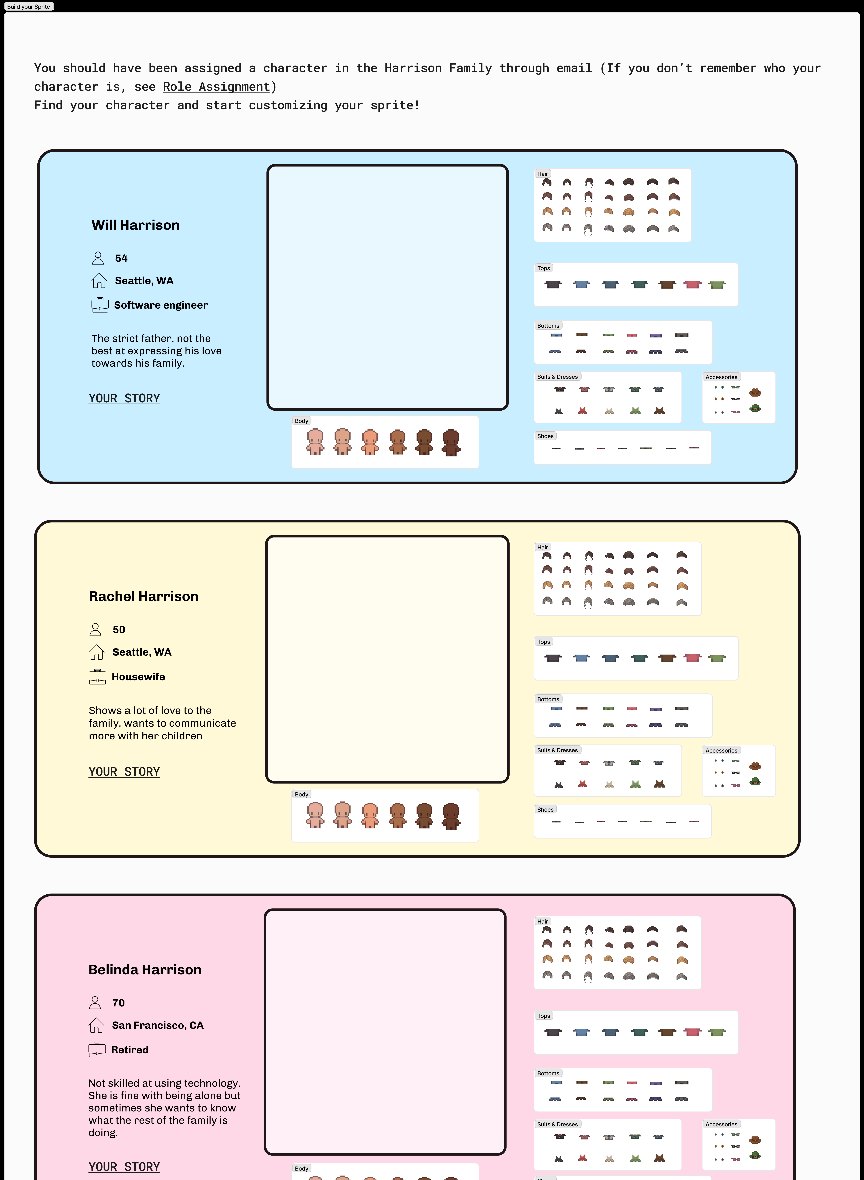 Build your Sprite
You should have been assigned a character in the Harrison Family through email (If you don’t remember who your
character is, see Role Assignment)
Find your character and start customizing your sprite!
Will Harrison
54
Seattle, WA
Software engineer
The strict father, not the
best at expressing his love
towards his family.
YOUR STORY
Body
Hair
Tops
Bottoms
Suits & Dresses
Accessories
Shoes
Rachel Harrison
50
Seattle, WA
Housewife
Shows a lot of love to the
family, wants to communicate
more with her children
YOUR STORY
Body
Hair
Tops
Bottoms
Suits & Dresses
Accessories
Shoes
Belinda Harrison
70
San Francisco, CA
Retired
Not skilled at using technology.
She is fine with being alone but
sometimes she wants to know
what the rest of the family is
doing.
YOUR STORY
Body
Hair
Tops
Bottoms
Suits & Dresses
Accessories